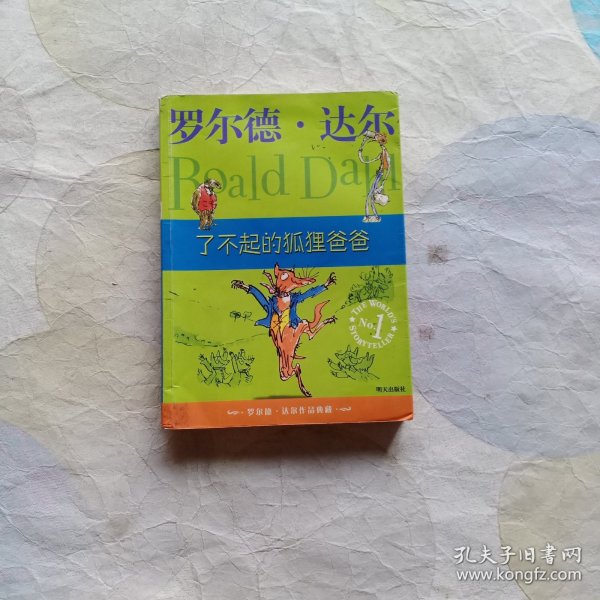 罗尔德·达尔
Roald Dahl
了不起的狐狸爸爸
THE WORLD'S
No.1
STORYTELLER
明天出版社
·罗尔德·达尔作品典藏·
孔夫子旧书网
www.kongfz.com